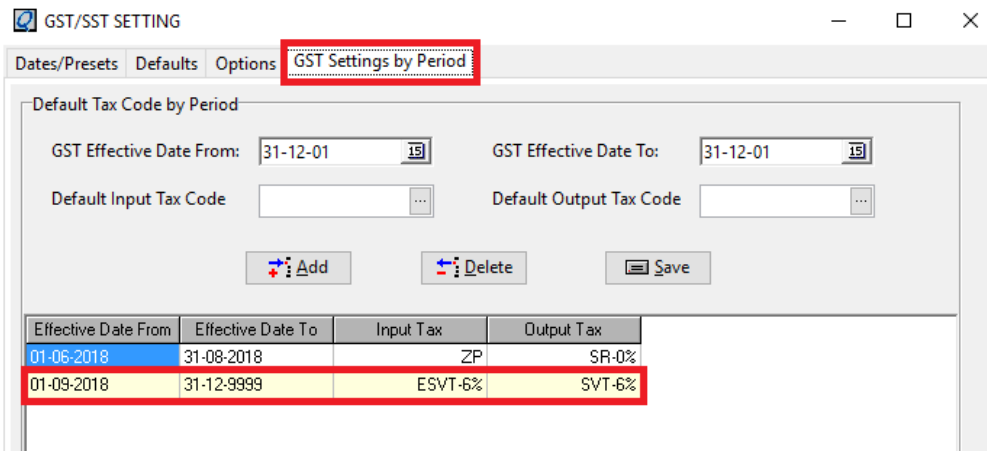 GST/SST SETTING
Dates/Presets Defaults Options GST Settings by Period
Default Tax Code by Period
GST Effective Date From: 31-12-01 15 GST Effective Date To: 31-12-01 15
Default Input Tax Code ... Default Output Tax Code ...
Add Delete Save
Effective Date From Effective Date To Input Tax Output Tax
01-06-2018 31-08-2018 ZP SR-0%
01-09-2018 31-12-9999 ESVT-6% SVT-6%